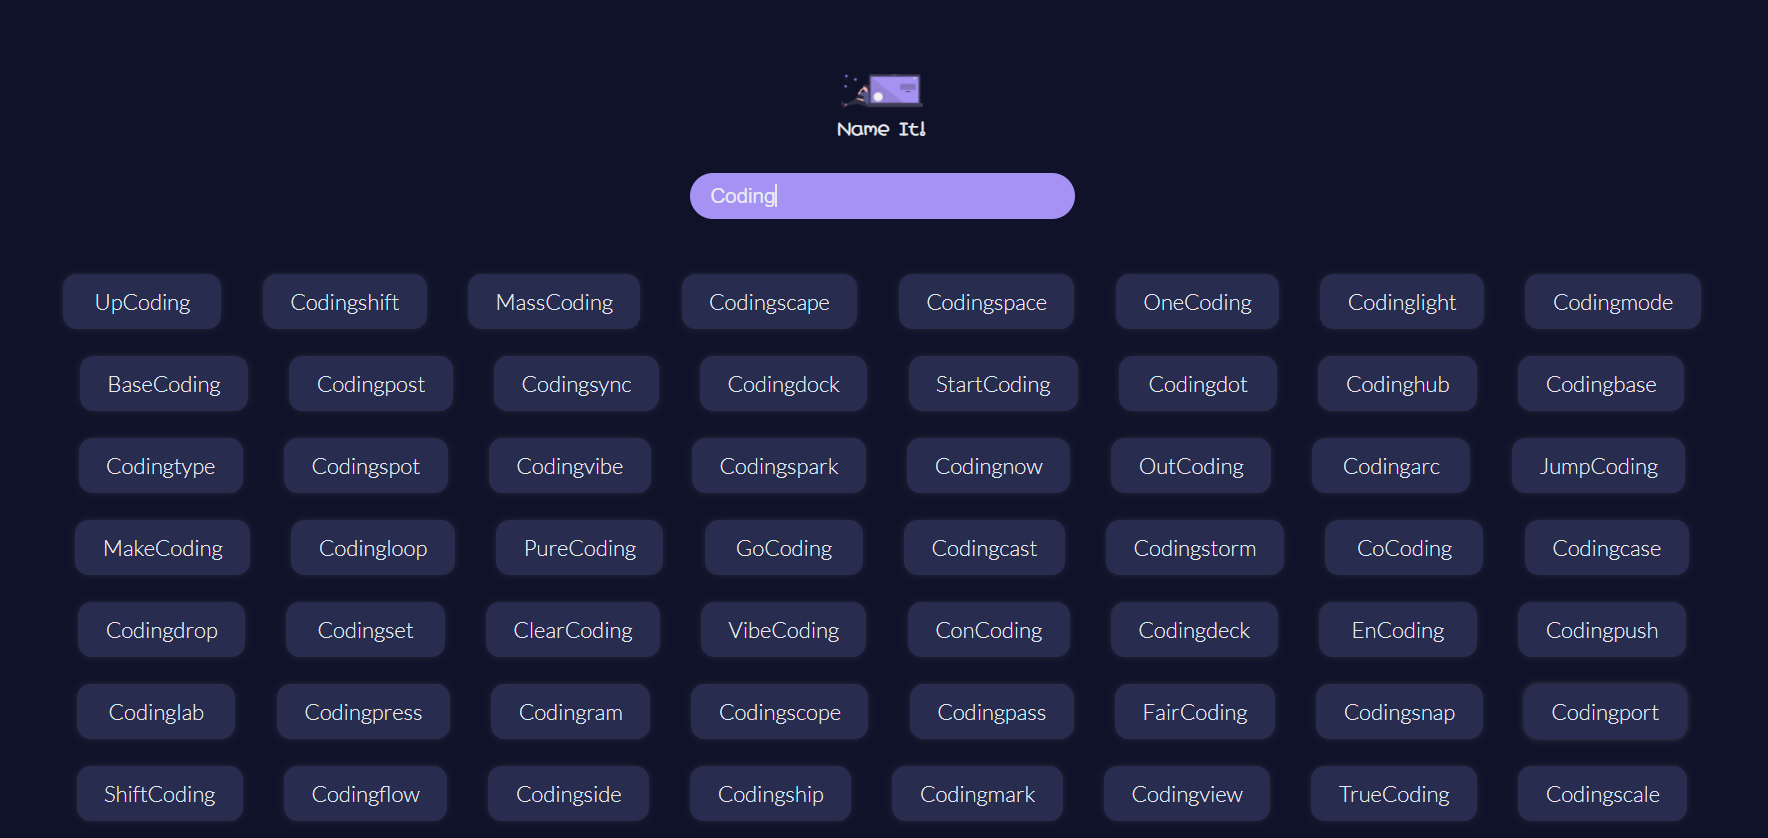 Name It!
Coding
UpCoding Codingshift MassCoding Codingscape Codingspace OneCoding Codinglight Codingmode
BaseCoding Codingpost Codingsync Codingdock StartCoding Codingdot Codinghub Codingbase
Codingtype Codingspot Codingvibe Codingspark Codingnow OutCoding Codingarc JumpCoding
MakeCoding Codingloop PureCoding GoCoding Codingcast Codingstorm CoCoding Codingcase
Codingdrop Codingset ClearCoding VibeCoding ConCoding Codingdeck EnCoding Codingpush
Codinglab Codingpress Codingram Codingscope Codingpass FairCoding Codingsnap Codingport
ShiftCoding Codingflow Codingside Codingship Codingmark Codingview TrueCoding Codingscale